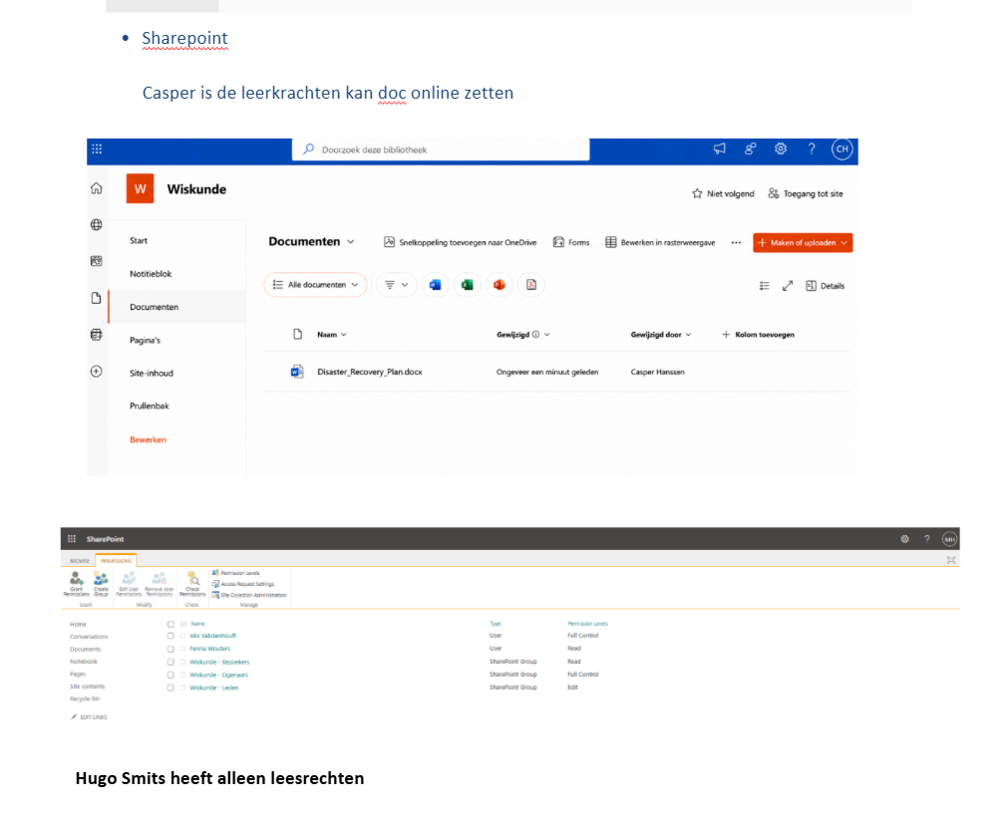 Sharepoint
Casper is de leerkrachten kan doc online zetten
Doorzoek deze bibliotheek
? CH
W Wiskunde
Niet volgend Toegang tot site
Start
Notitieblok
Documenten
Pagina's
Site-inhoud
Prullenbak
Bewerken
Documenten Snelkoppeling toevoegen naar OneDrive Forms Bewerken in rasterweergave ... + Maken of uploaden
Alle documenten Details
Naam Gewijzigd Gewijzigd door + Kolom toevoegen
Disaster_Recovery_Plan.docx Ongeveer een minuut geleden Casper Hanssen
SharePoint ? MH
BROWSE PERMISSIONS
Grant Permissions Create Group Edit User Permissions Remove User Permissions Check Permissions
Permission Levels
Access Request Settings
Site Collection Administrators
Grant Modify Check Manage
Home
Conversations
Documents
Notebook
Pages
Site contents
Recycle Bin
EDIT LINKS
Name Type Permission Levels
User Full Control
Fenna Wouters User Read
Wiskunde - Bezoekers SharePoint Group Read
Wiskunde - Eigenaars SharePoint Group Full Control
Wiskunde - Leden SharePoint Group Edit
Hugo Smits heeft alleen leesrechten